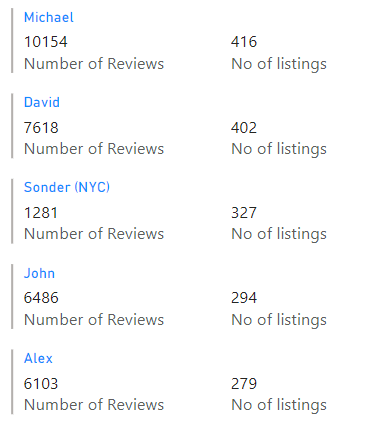 Michael
10154 416
Number of Reviews No of listings
David
7618 402
Number of Reviews No of listings
Sonder (NYC)
1281 327
Number of Reviews No of listings
John
6486 294
Number of Reviews No of listings
Alex
6103 279
Number of Reviews No of listings